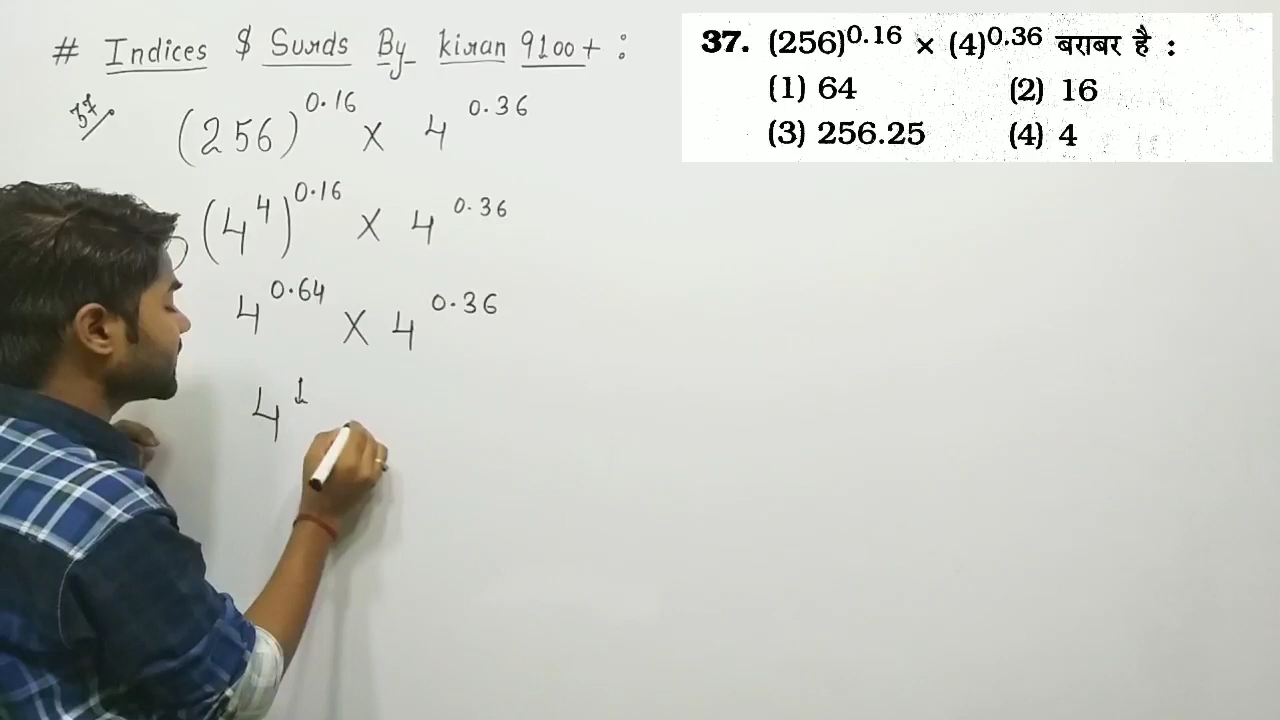 # Indices $ Surds By kiran 9100+ :
37.
(256)^0.16 × 4^0.36
(4^4)^0.16 × 4^0.36
4^0.64 × 4^0.36
4^1
37. (256)^0.16 × (4)^0.36 बराबर है :
(1) 64 (2) 16
(3) 256.25 (4) 4